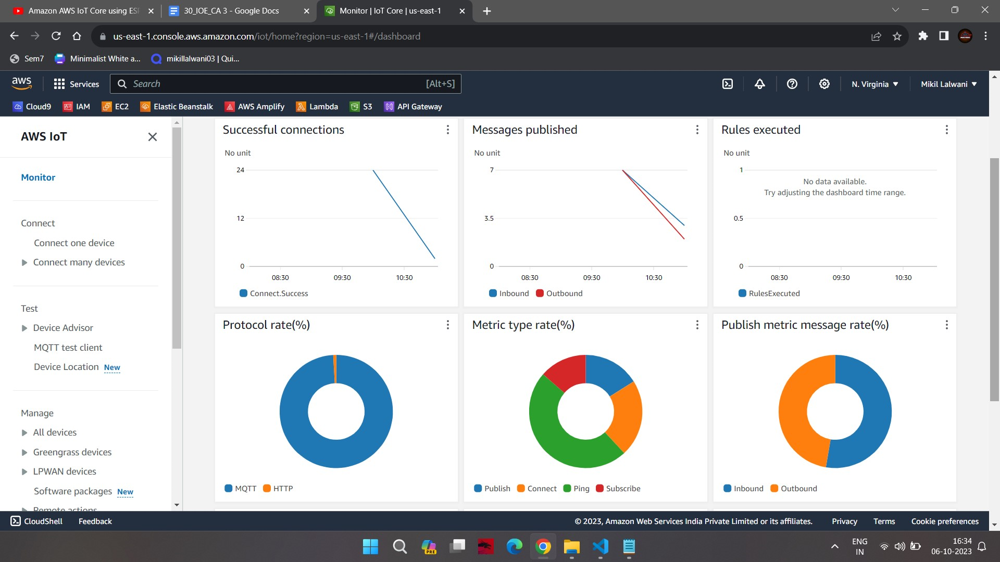 Amazon AWS IoT Core using ESP
30_IOE_CA 3 - Google Docs
Monitor | IoT Core | us-east-1
us-east-1.console.aws.amazon.com/iot/home?region=us-east-1#/dashboard
Sem7
Minimalist White a...
mikillalwani03 | Qui...
aws
Services
Search
[Alt+S]
N. Virginia
Mikil Lalwani
Cloud9
IAM
EC2
Elastic Beanstalk
AWS Amplify
Lambda
S3
API Gateway
AWS IoT
Monitor
Connect
Connect one device
Connect many devices
Test
Device Advisor
MQTT test client
Device Location New
Manage
All devices
Greengrass devices
LPWAN devices
Software packages New
Remote actions
Successful connections
No unit
24
12
0
08:30 09:30 10:30
Connect.Success
Messages published
No unit
7
3.5
0
08:30 09:30 10:30
Inbound Outbound
Rules executed
No unit
1
No data available.
Try adjusting the dashboard time range.
0.5
0
08:30 09:30 10:30
RulesExecuted
Protocol rate(%)
MQTT HTTP
Metric type rate(%)
Publish Connect Ping Subscribe
Publish metric message rate(%)
Inbound Outbound
CloudShell
Feedback
© 2023, Amazon Web Services India Private Limited or its affiliates.
Privacy
Terms
Cookie preferences
PRE
ENG
IN
16:34
06-10-2023